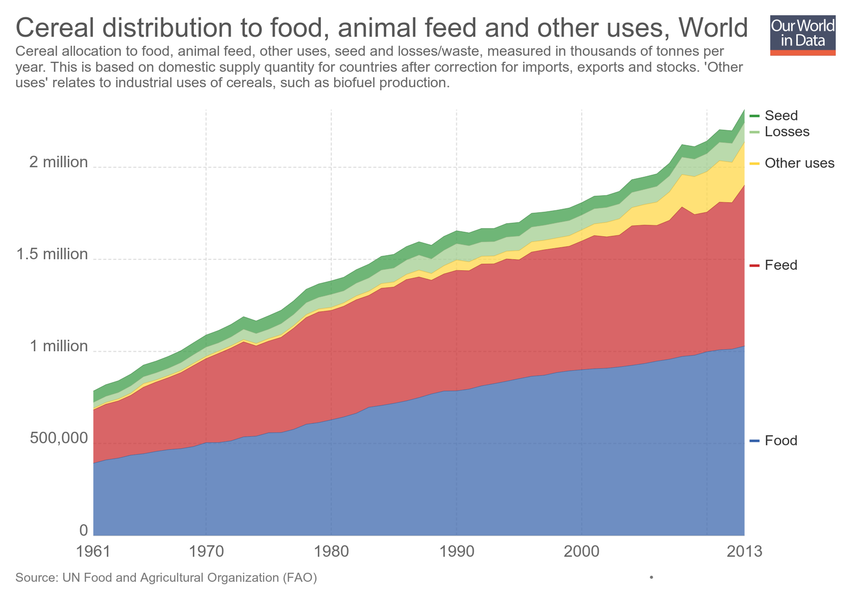 Cereal distribution to food, animal feed and other uses, World
Our World
in Data
Cereal allocation to food, animal feed, other uses, seed and losses/waste, measured in thousands of tonnes per
year. This is based on domestic supply quantity for countries after correction for imports, exports and stocks. 'Other
uses' relates to industrial uses of cereals, such as biofuel production.
Seed
Losses
2 million
Other uses
1.5 million
Feed
1 million
500,000
Food
0
1961 1970 1980 1990 2000 2013
Source: UN Food and Agricultural Organization (FAO)